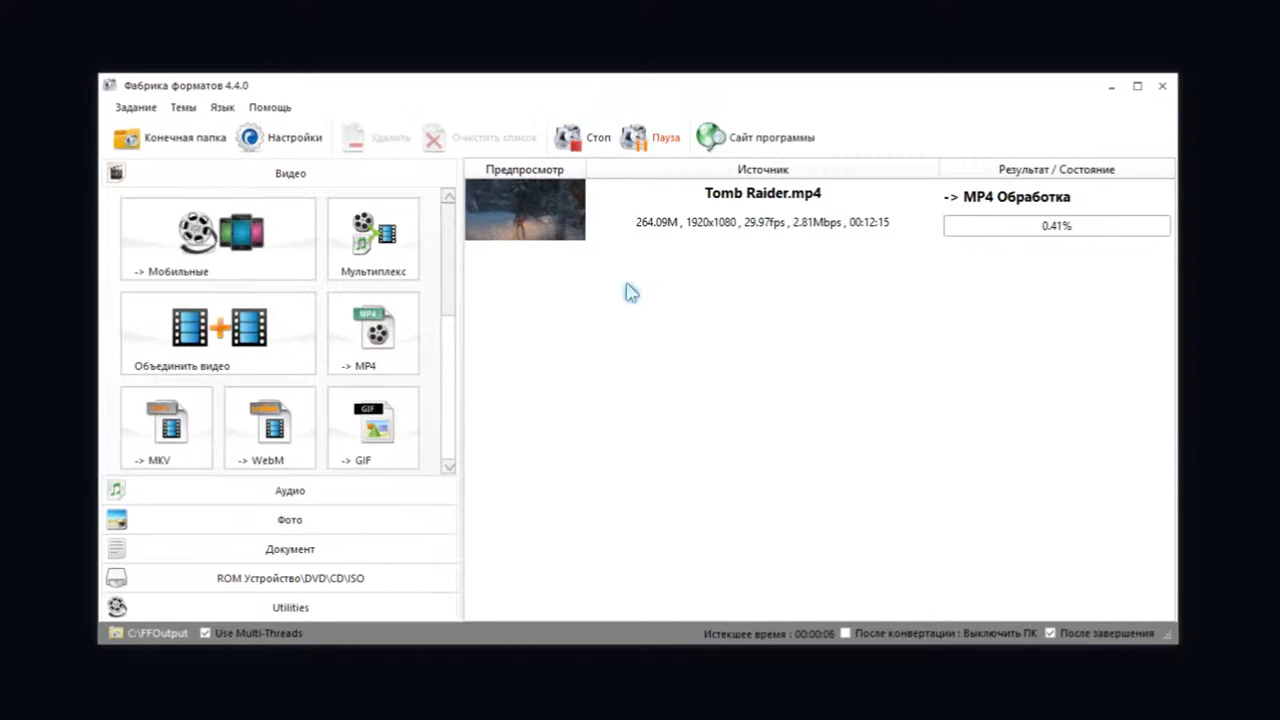 Фабрика форматов 4.4.0
Задание Темы Язык Помощь
Конечная папка Настройки Удалить Очистить список Стоп Пауза Сайт программы
Видео
Предпросмотр Источник Результат / Состояние
Tomb Raider.mp4
-> MP4 Обработка
264.09M , 1920x1080 , 29.97fps , 2.81Mbps , 00:12:15
0.41%
-> Мобильные
Мультиплекс
MP4
Объединить видео
-> MP4
GIF
-> MKV
-> WebM
-> GIF
Аудио
Фото
Документ
ROM Устройство\DVD\CD\ISO
Utilities
C:\FFOutput Use Multi-Threads Истекшее время : 00:00:06 После конвертации : Выключить ПК После завершения